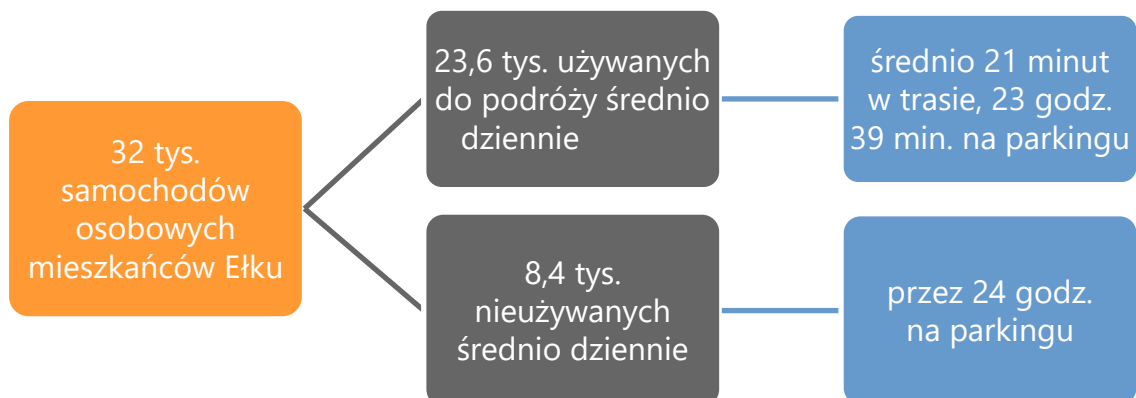 32 tys.
samochodów
osobowych
mieszkańców Ełku
23,6 tys. używanych
do podróży średnio
dziennie
średnio 21 minut
w trasie, 23 godz.
39 min. na parkingu
8,4 tys.
nieużywanych
średnio dziennie
przez 24 godz.
na parkingu